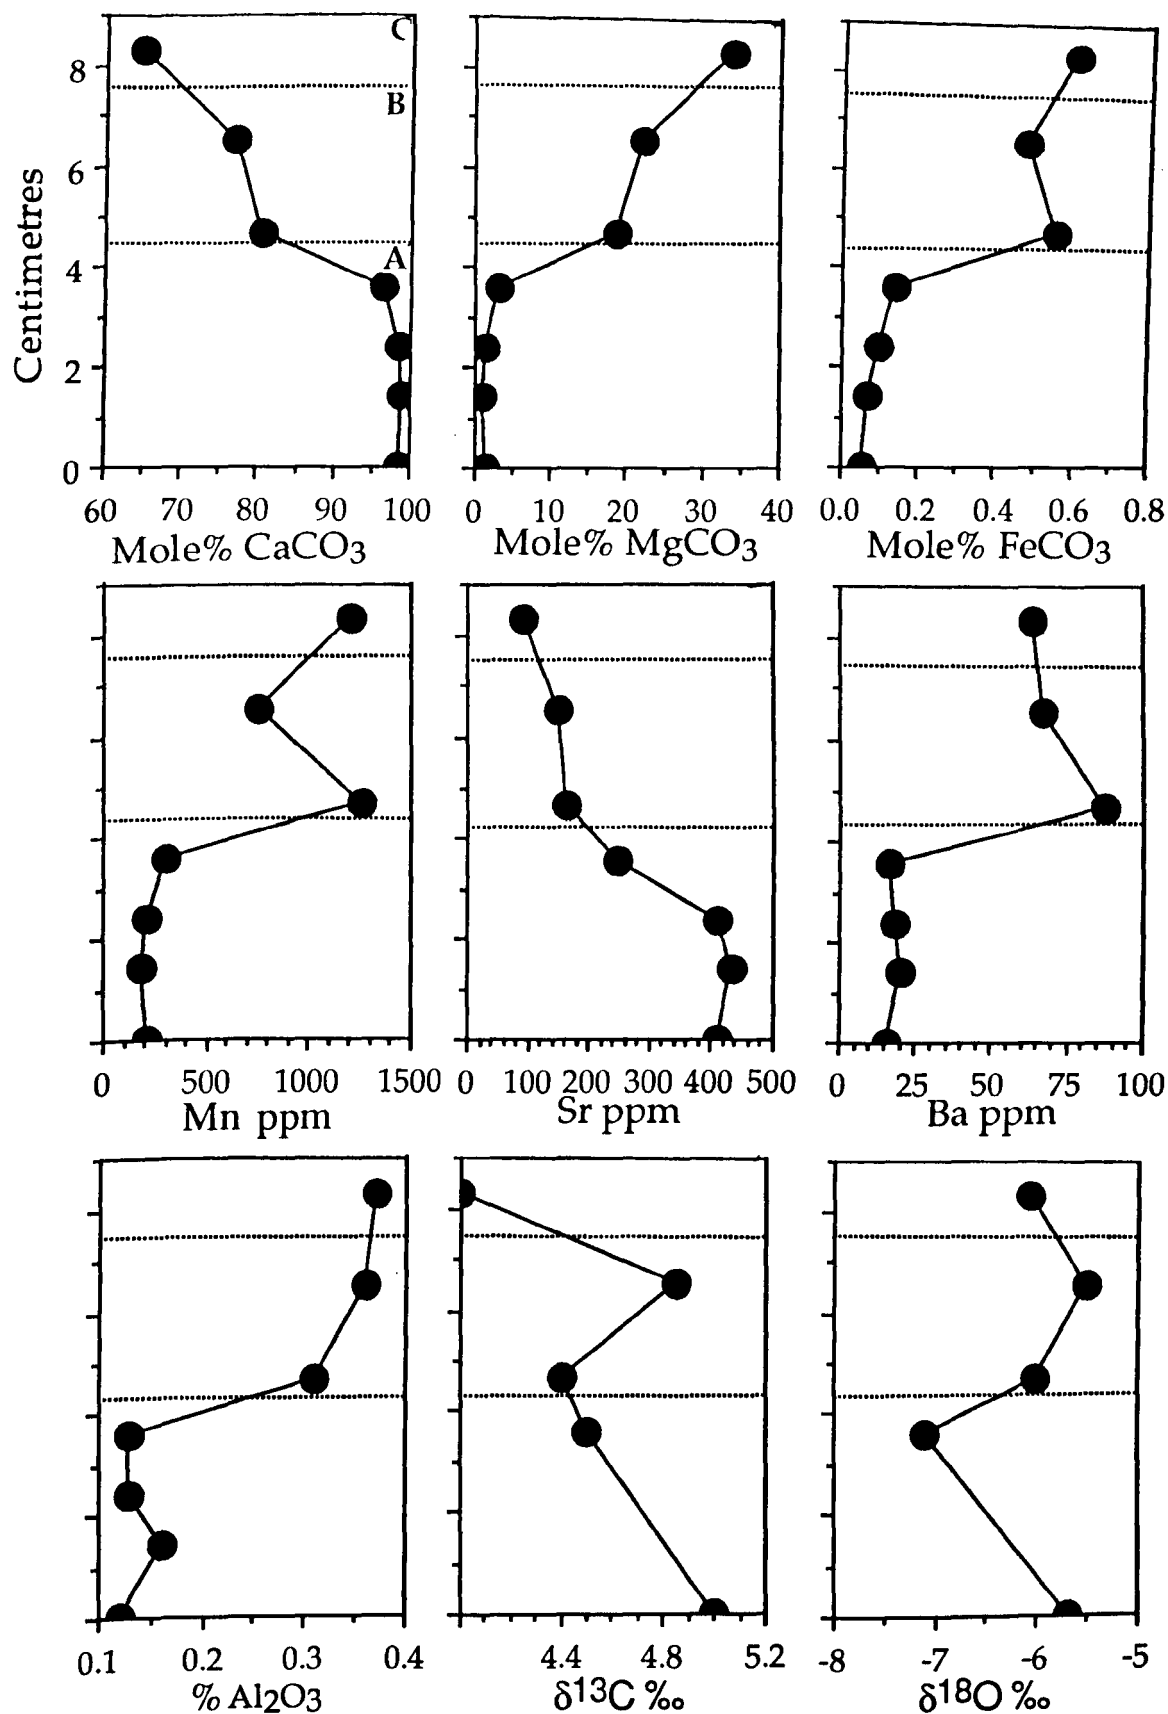 C
8
B
6
Centimetres
4
A
2
0
60 70 80 90 100
Mole% CaCO3
0 10 20 30 40
Mole% MgCO3
0.0 0.2 0.4 0.6 0.8
Mole% FeCO3
0 500 1000 1500
Mn ppm
0 100 200 300 400 500
Sr ppm
0 25 50 75 100
Ba ppm
0.1 0.2 0.3 0.4
% Al2O3
4.4 4.8 5.2
δ13C ‰
-8 -7 -6 -5
δ18O ‰